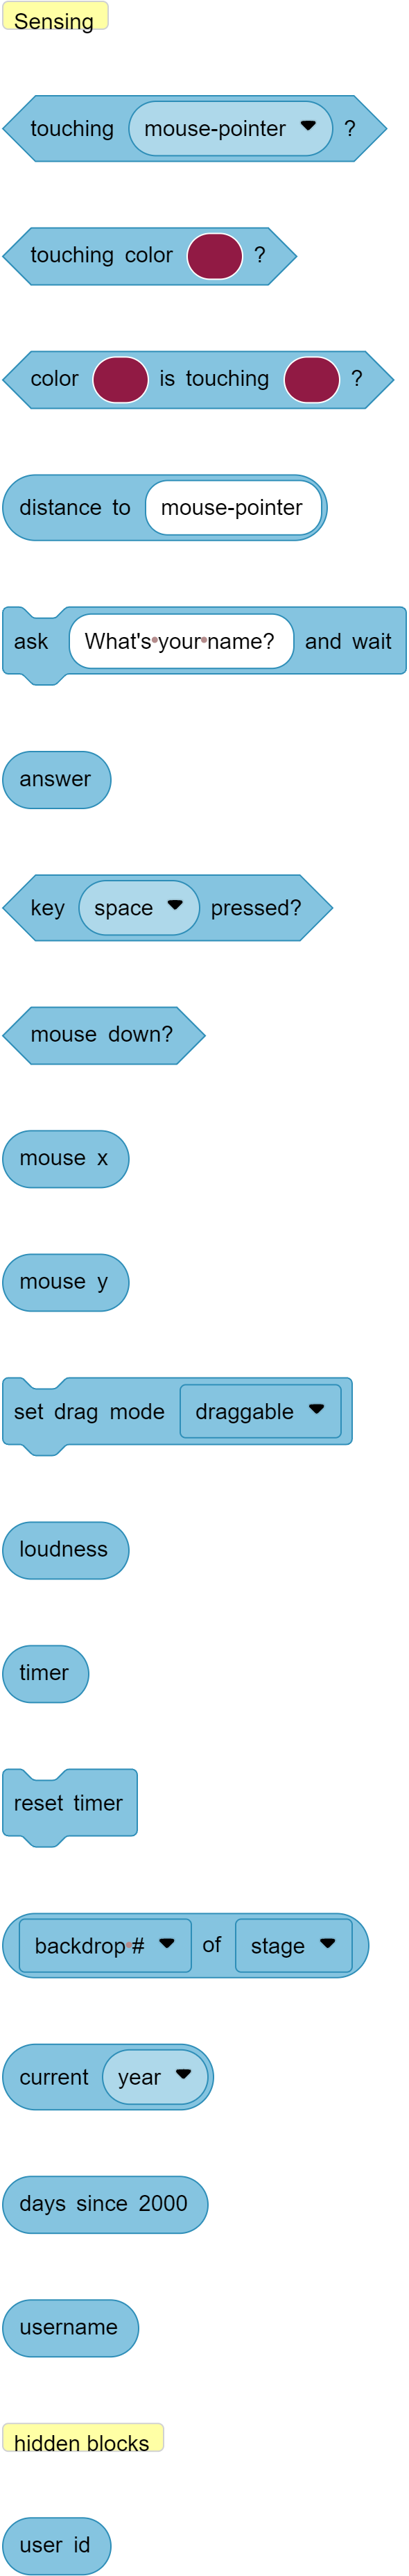 Sensing
touching mouse-pointer ?
touching color ?
color is touching ?
distance to mouse-pointer
ask What's your name? and wait
answer
key space pressed?
mouse down?
mouse x
mouse y
set drag mode draggable
loudness
timer
reset timer
backdrop # of stage
current year
days since 2000
username
hidden blocks
user id